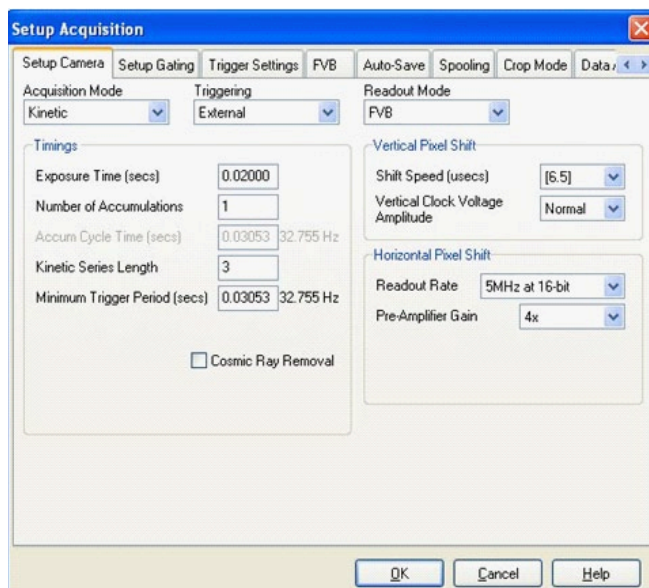 Setup Acquisition
Setup Camera Setup Gating Trigger Settings FVB Auto-Save Spooling Crop Mode Data
Acquisition Mode Triggering Readout Mode
Kinetic External FVB
Timings
Exposure Time (secs) 0.02000
Number of Accumulations 1
Accum Cycle Time (secs) 0.03053 32.755 Hz
Kinetic Series Length 3
Minimum Trigger Period (secs) 0.03053 32.755 Hz
Cosmic Ray Removal
Vertical Pixel Shift
Shift Speed (usecs) [6.5]
Vertical Clock Voltage
Amplitude Normal
Horizontal Pixel Shift
Readout Rate 5MHz at 16-bit
Pre-Amplifier Gain 4x
OK Cancel Help